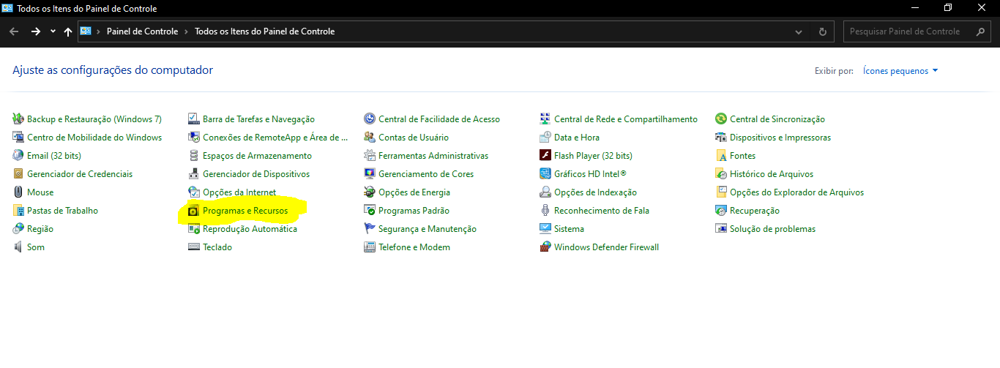 Todos os Itens do Painel de Controle
Painel de Controle > Todos os Itens do Painel de Controle
Pesquisar Painel de Controle
Ajuste as configurações do computador
Exibir por: Ícones pequenos
Backup e Restauração (Windows 7) Barra de Tarefas e Navegação Central de Facilidade de Acesso Central de Rede e Compartilhamento Central de Sincronização
Centro de Mobilidade do Windows Conexões de RemoteApp e Área de ... Contas de Usuário Data e Hora Dispositivos e Impressoras
Email (32 bits) Espaços de Armazenamento Ferramentas Administrativas Flash Player (32 bits) Fontes
Gerenciador de Credenciais Gerenciador de Dispositivos Gerenciamento de Cores Gráficos HD Intel® Histórico de Arquivos
Mouse Opções da Internet Opções de Energia Opções de Indexação Opções do Explorador de Arquivos
Pastas de Trabalho Programas e Recursos Programas Padrão Reconhecimento de Fala Recuperação
Região Reprodução Automática Segurança e Manutenção Sistema Solução de problemas
Som Teclado Telefone e Modem Windows Defender Firewall